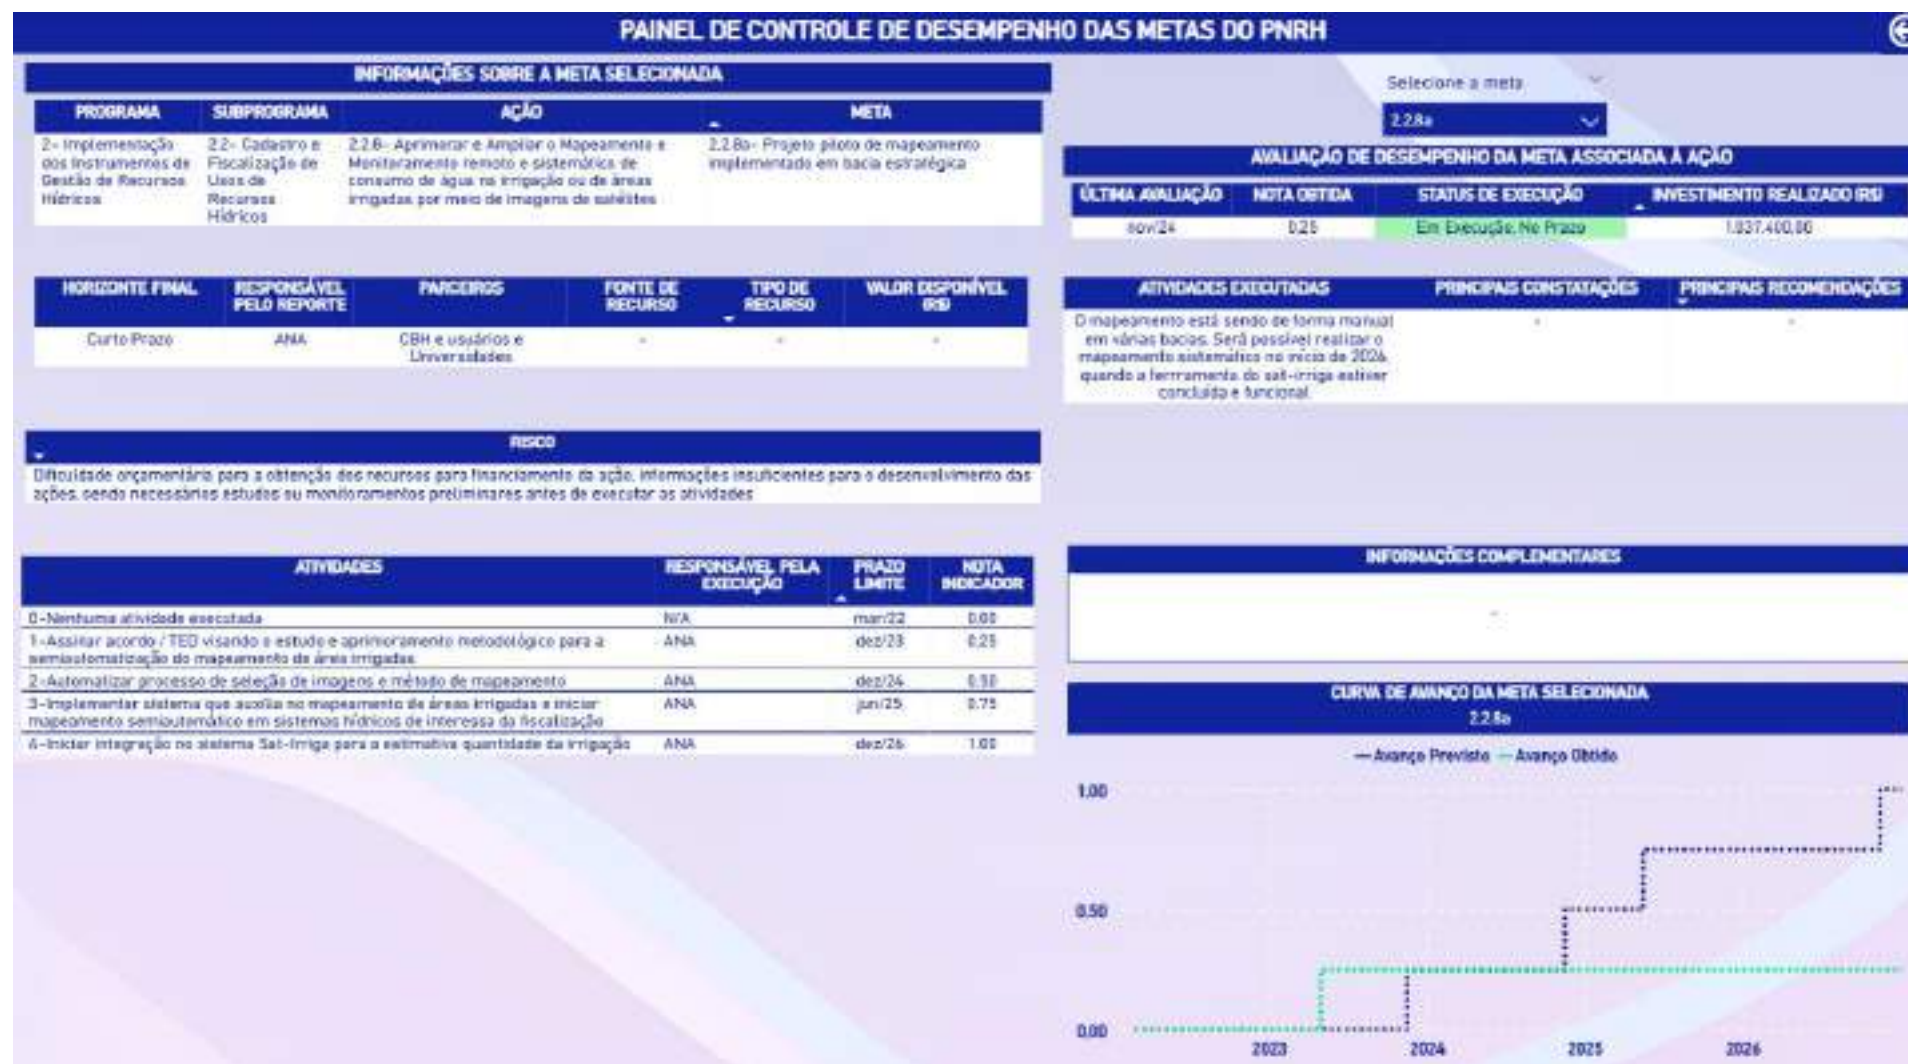 PAINEL DE CONTROLE DE DESEMPENHO DAS METAS DO PNRH
INFORMAÇÕES SOBRE A META SELECIONADA
PROGRAMA SUBPROGRAMA AÇÃO META
2- Implementação dos Instrumentos de Gestão de Recursos Hídricos
2.2- Cadastro e Fiscalização de Usos de Recursos Hídricos
2.2.8- Aprimorar e Ampliar o Mapeamento e Monitoramento remoto e sistemático de consumo de água na irrigação ou de áreas irrigadas por meio de imagens de satélites
2.2.8a- Projeto piloto de mapeamento implementado em bacia estratégica
HORIZONTE FINAL RESPONSÁVEL PELO REPORTE PARCEIROS FONTE DE RECURSO TIPO DE RECURSO VALOR DISPONÍVEL (R$)
Curto Prazo ANA CBH e usuários e Universidades - - -
RISCO
Dificuldade orçamentária para a obtenção dos recursos para financiamento da ação, informações insuficientes para o desenvolvimento das
ações, sendo necessários estudos ou monitoramentos preliminares antes de executar as atividades
ATIVIDADES RESPONSÁVEL PELA EXECUÇÃO PRAZO LIMITE NOTA INDICADOR
0-Nenhuma atividade executada N/A mar/22 0.00
1-Assinar acordo / TED visando o estudo e aprimoramento metodológico para a semiautomatização do mapeamento de área irrigadas ANA dez/23 0.25
2-Automatizar processo de seleção de imagens e método de mapeamento ANA dez/24 0.50
3-Implementar sistema que auxilia no mapeamento de áreas irrigadas e iniciar mapeamento semiautomático em sistemas hídricos de interessa da fiscalização ANA jun/25 0.75
4-Iniciar integração no sistema Sat-Irriga para a estimativa quantidade da irrigação ANA dez/26 1.00
Selecione a meta
2.2.8a
AVALIAÇÃO DE DESEMPENHO DA META ASSOCIADA À AÇÃO
ÚLTIMA AVALIAÇÃO NOTA OBTIDA STATUS DE EXECUÇÃO INVESTIMENTO REALIZADO (R$)
nov/24 0.25 Em Execução, No Prazo 1.837.400,00
ATIVIDADES EXECUTADAS PRINCIPAIS CONSTATAÇÕES PRINCIPAIS RECOMENDAÇÕES
O mapeamento está sendo de forma manual - -
em várias bacias. Será possível realizar o
mapeamento sistemático no início de 2026,
quando a ferrramenta do sat-irriga estiver
concluída e funcional.
INFORMAÇÕES COMPLEMENTARES
-
CURVA DE AVANÇO DA META SELECIONADA
2.2.8a
Avanço Previsto Avanço Obtido
1.00
0.50
0.00
2023 2024 2025 2026